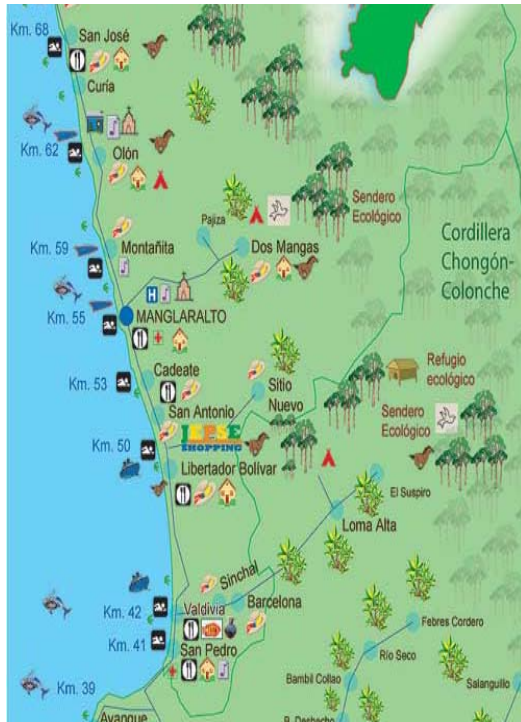 Km. 68
San José
Curía
Km. 62
Olón
Sendero
Ecológico
Pajiza
Km. 59
Montañita
Dos Mangas
Cordillera
Chongón-
Colonche
H
Km. 55
MANGLARALTO
Refugio
ecológico
Km. 53
Cadeate
Sitio
Nuevo
San Antonio
Sendero
Ecológico
Km. 50
JEPSE
SHOPPING
Libertador Bolívar
El Suspiro
Loma Alta
Sinchal
Barcelona
Km. 42
Valdivia
Febres Cordero
Km. 41
San Pedro
Río Seco
Km. 39
Bambil Collao
Salanguillo
Ayangue